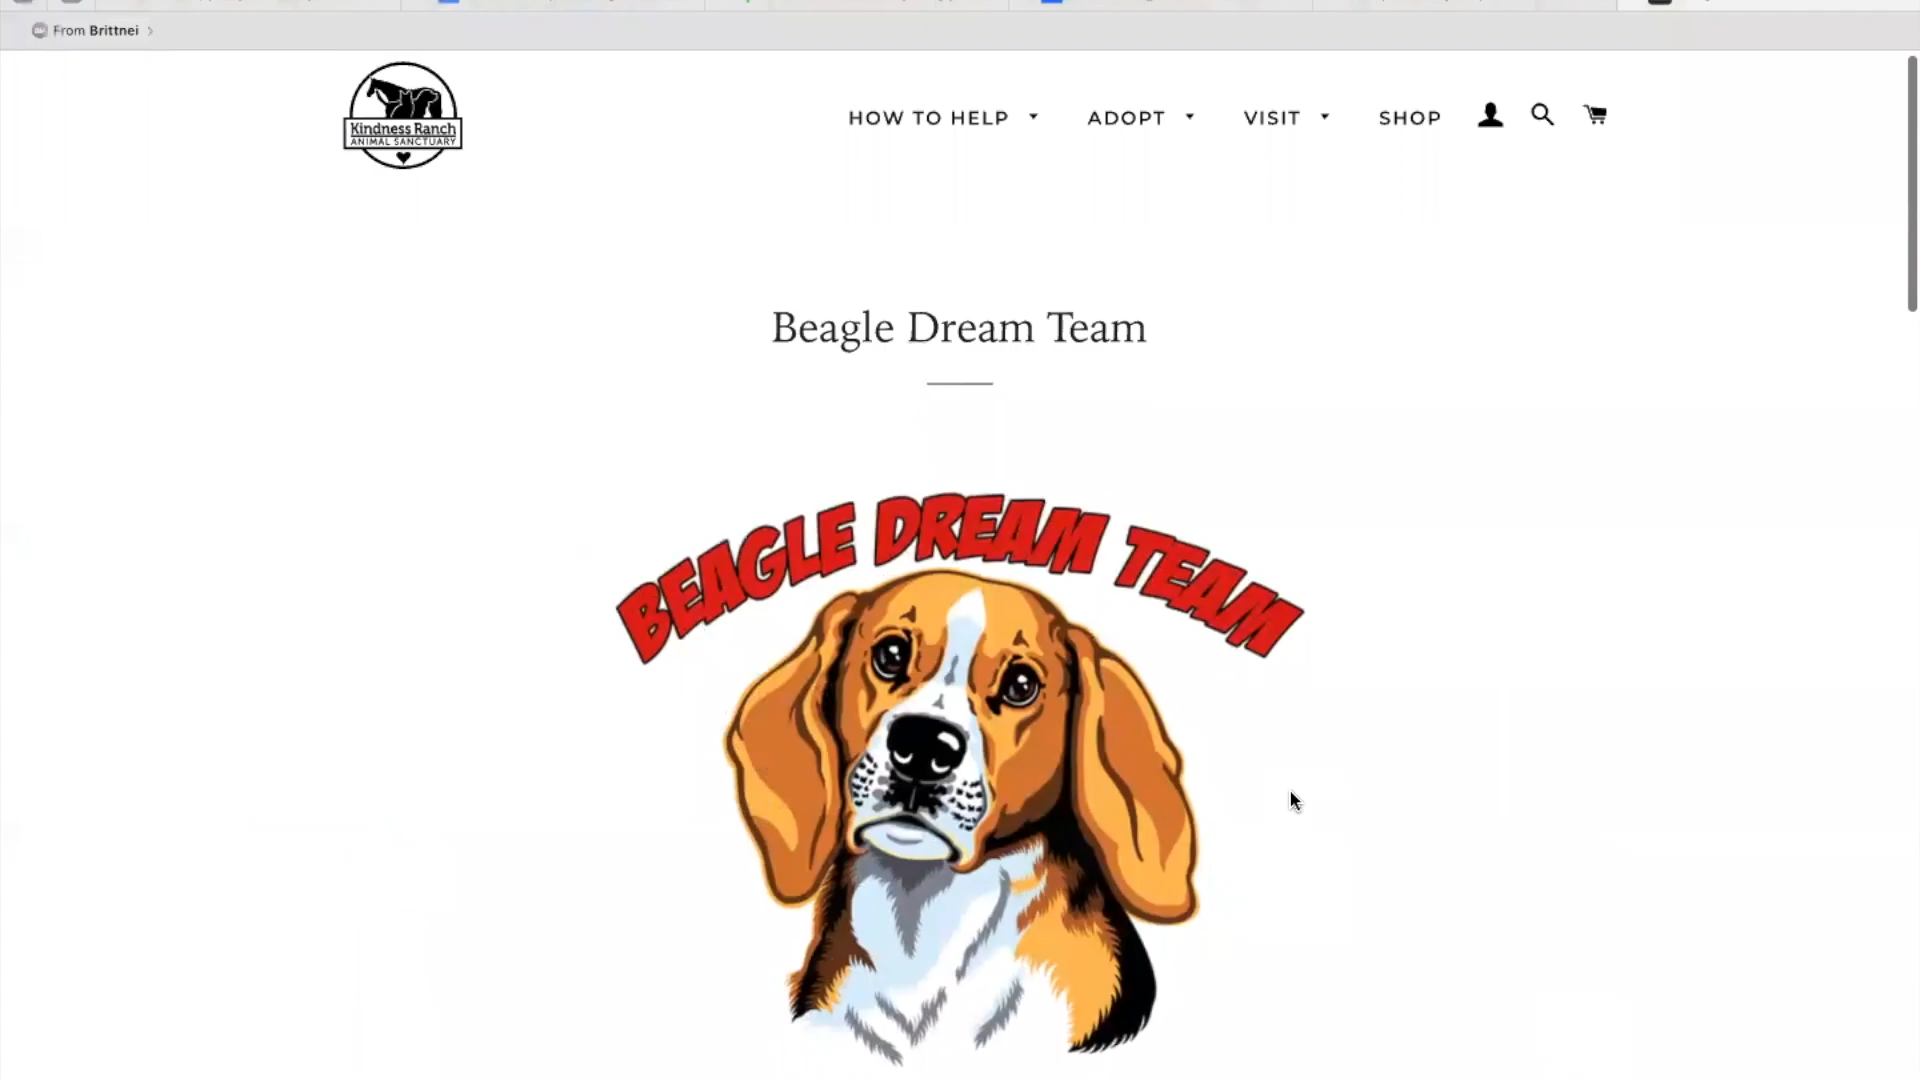 From Brittnei
Kindness Ranch
ANIMAL SANCTUARY
HOW TO HELP
ADOPT
VISIT
SHOP
Beagle Dream Team
BEAGLE DREAM TEAM